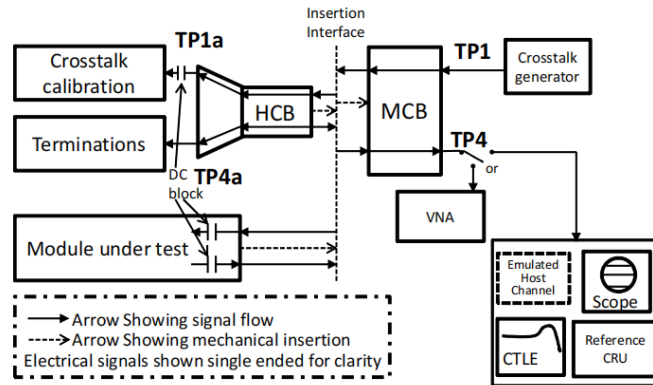 Insertion
Interface
TP1a
Crosstalk
calibration
HCB
MCB
TP1
Crosstalk
generator
Terminations
TP4
or
DC
block
TP4a
VNA
Module under test
Emulated
Host
Channel
Scope
CTLE
Reference
CRU
Arrow Showing signal flow
Arrow Showing mechanical insertion
Electrical signals shown single ended for clarity